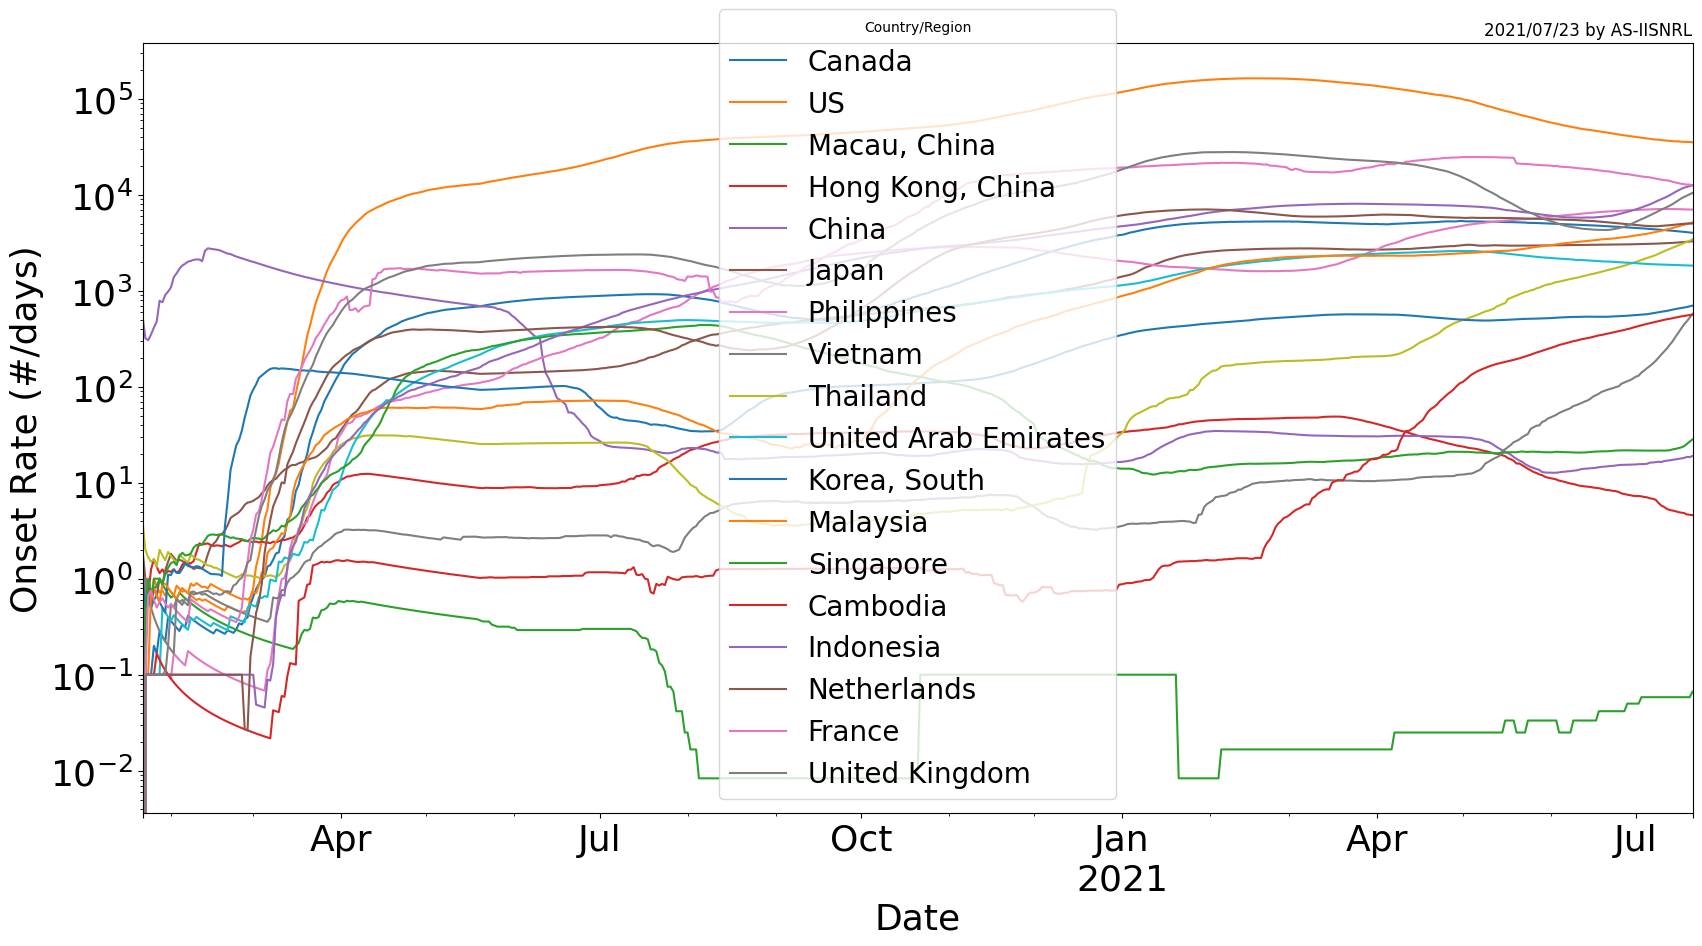 2021/07/23 by AS-IISNRL
Country/Region
Canada
US
Macau, China
Hong Kong, China
China
Japan
Philippines
Vietnam
Thailand
United Arab Emirates
Korea, South
Malaysia
Singapore
Cambodia
Indonesia
Netherlands
France
United Kingdom
Onset Rate (#/days)
10^5
10^4
10^3
10^2
10^1
10^0
10^-1
10^-2
Apr Jul Oct Jan Apr Jul
2021
Date